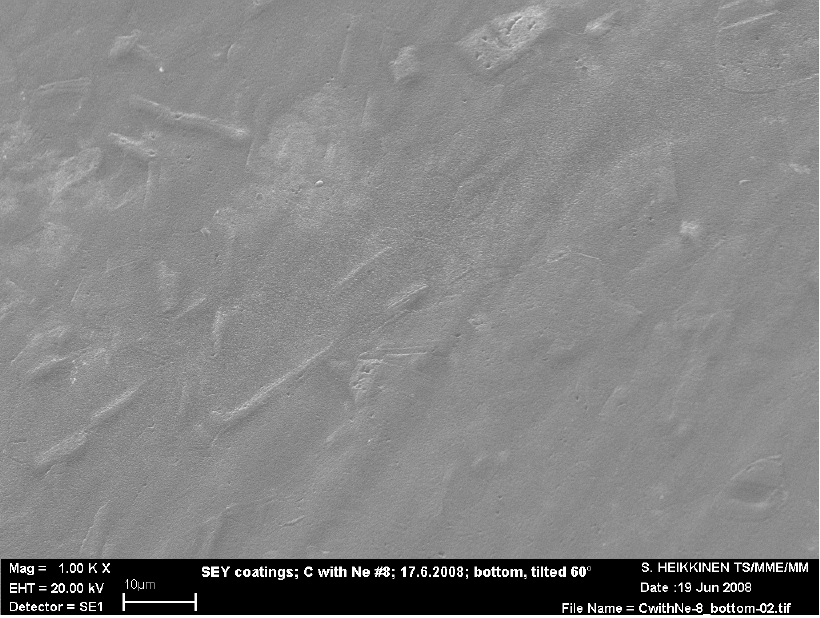 Mag = 1.00 K X
EHT = 20.00 kV
Detector = SE1
10µm
SEY coatings; C with Ne #8; 17.6.2008; bottom, tilted 60°
S. HEIKKINEN TS/MME/MM
Date :19 Jun 2008
File Name = CwithNe-8_bottom-02.tif